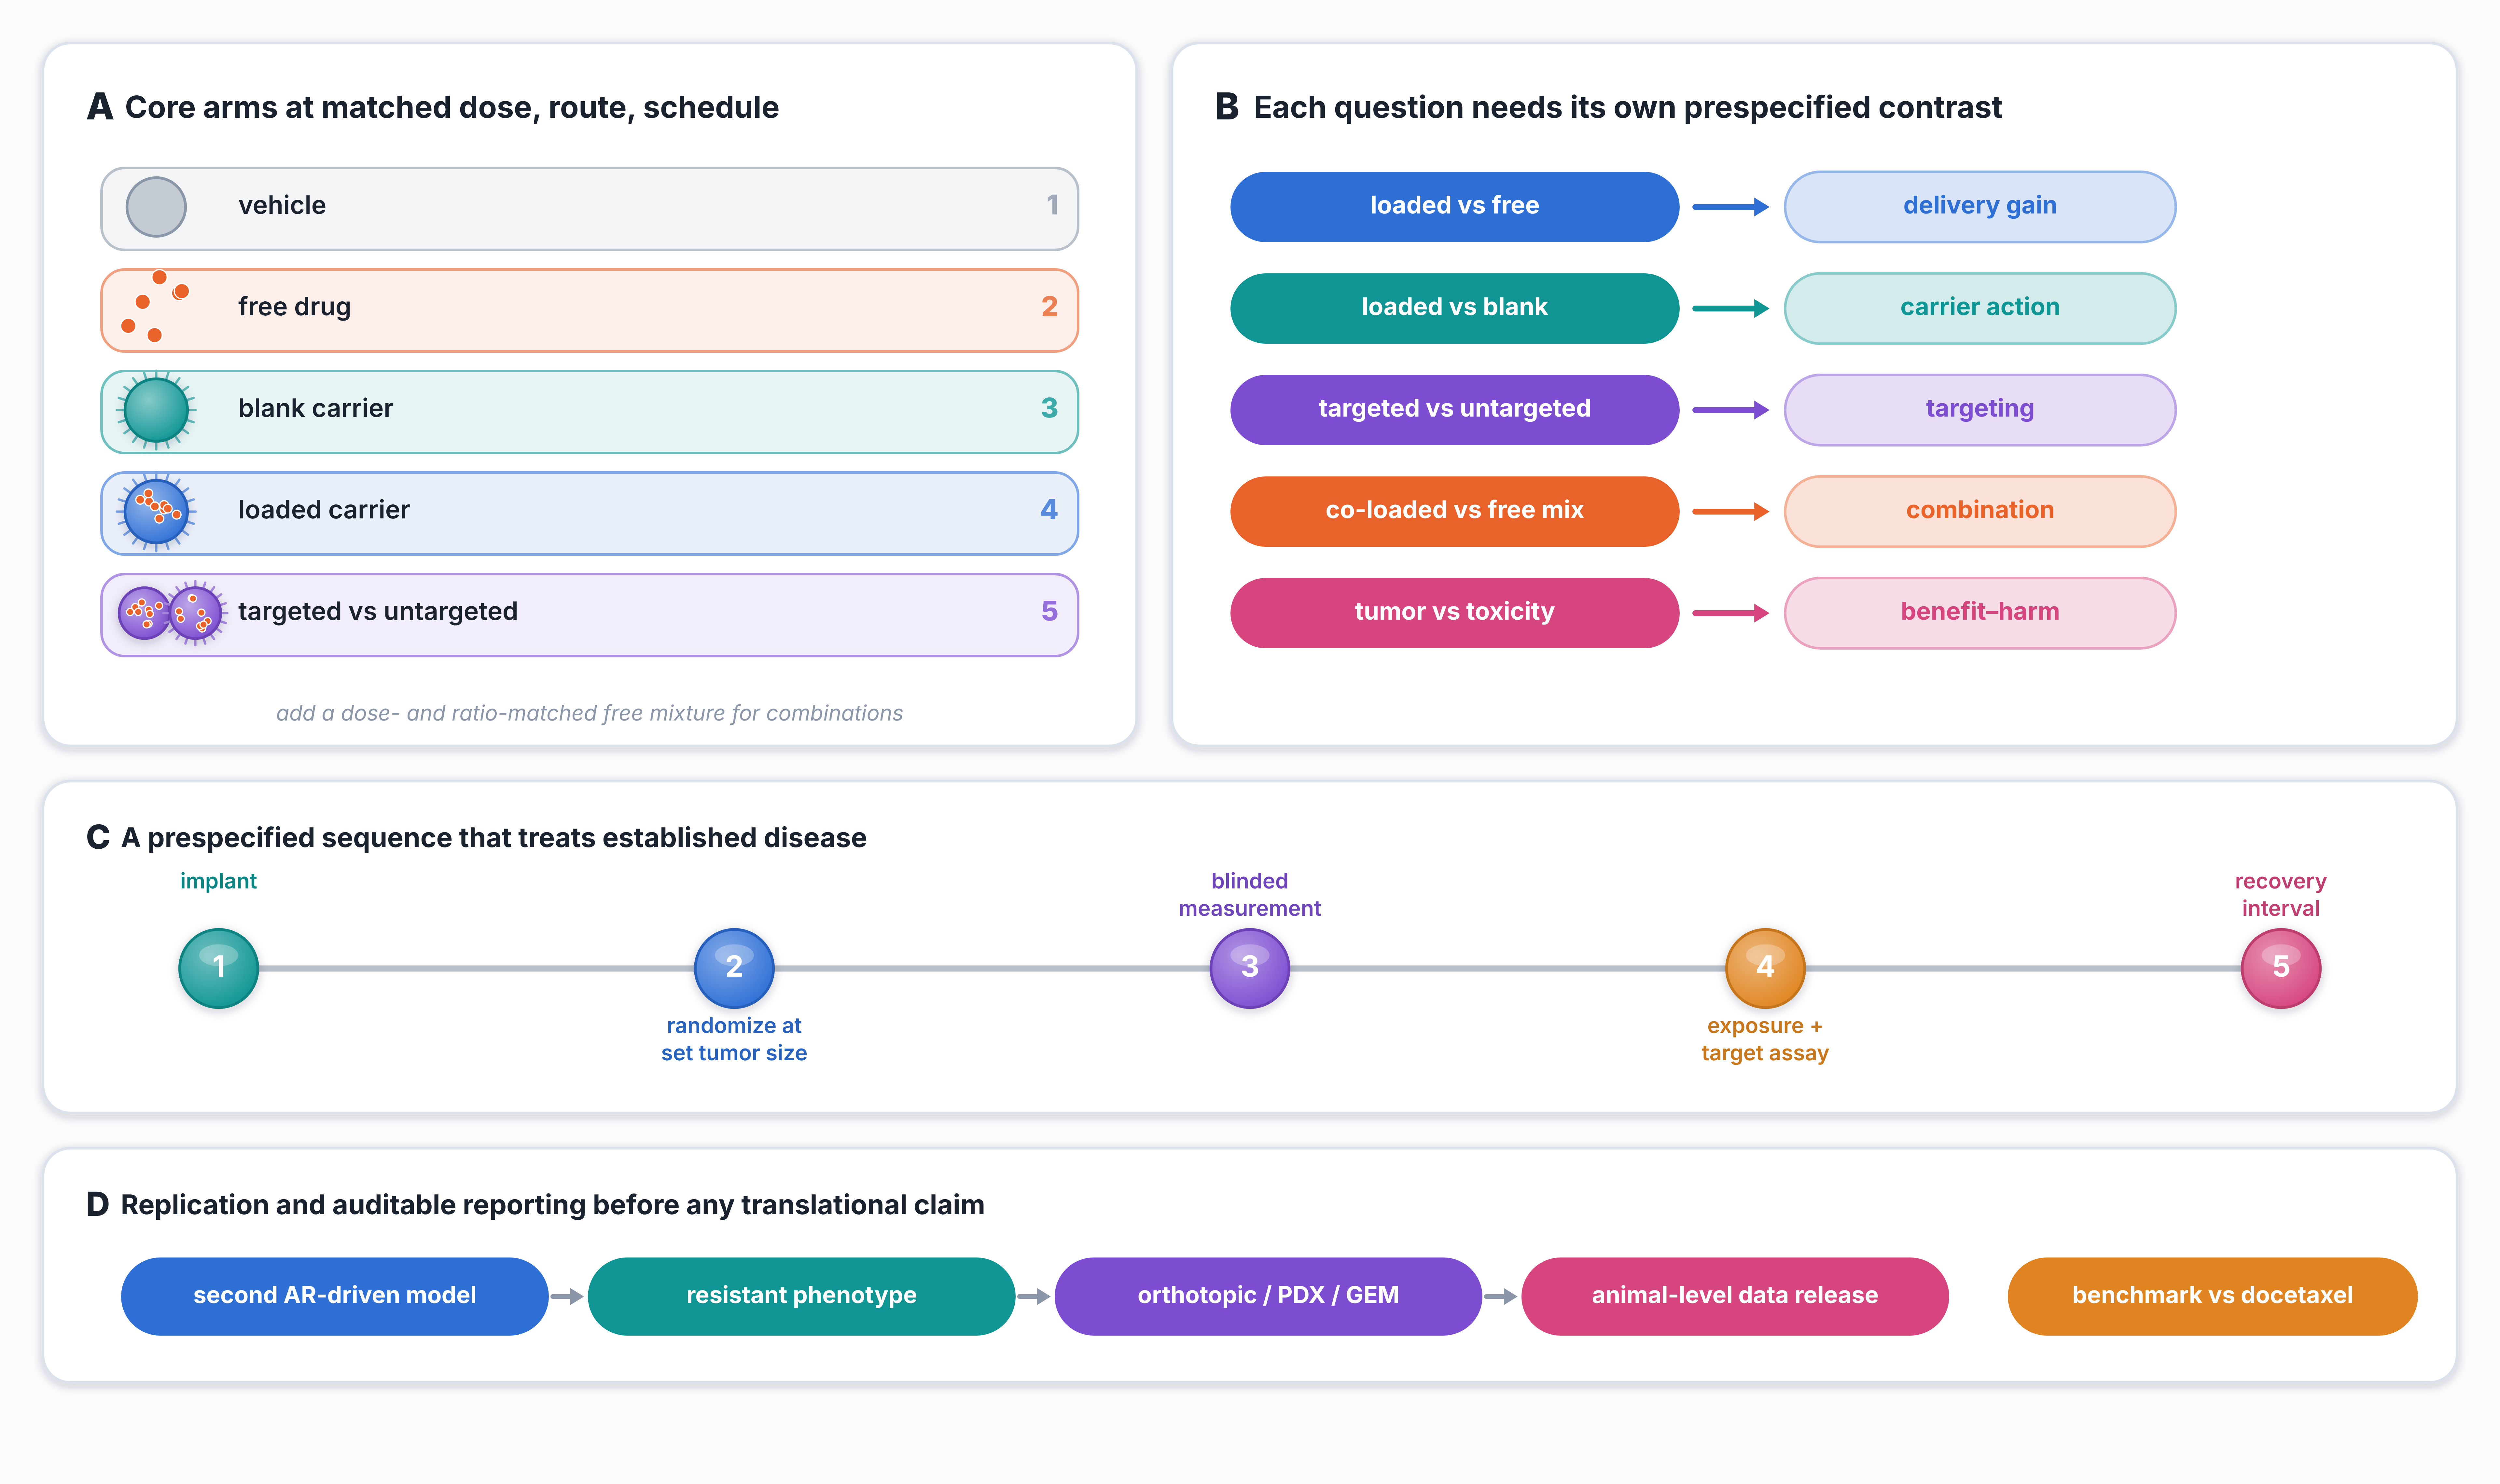 A Core arms at matched dose, route, schedule
vehicle 1
free drug 2
blank carrier 3
loaded carrier 4
targeted vs untargeted 5
add a dose- and ratio-matched free mixture for combinations
B Each question needs its own prespecified contrast
loaded vs free delivery gain
loaded vs blank carrier action
targeted vs untargeted targeting
co-loaded vs free mix combination
tumor vs toxicity benefit–harm
C A prespecified sequence that treats established disease
implant
1
2
randomize at
set tumor size
blinded
measurement
3
4
exposure +
target assay
recovery
interval
5
D Replication and auditable reporting before any translational claim
second AR-driven model
resistant phenotype
orthotopic / PDX / GEM
animal-level data release
benchmark vs docetaxel